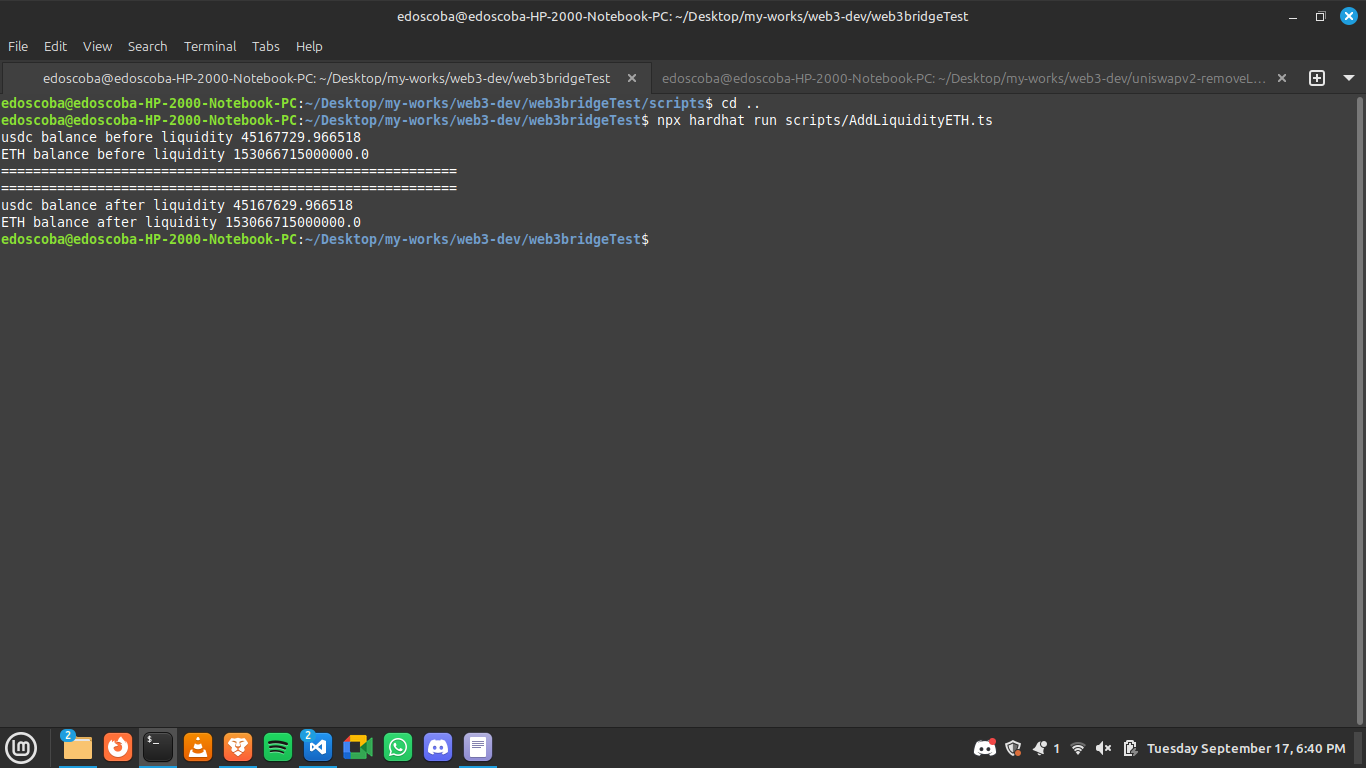 edoscoba@edoscoba-HP-2000-Notebook-PC: ~/Desktop/my-works/web3-dev/web3bridgeTest
File Edit View Search Terminal Tabs Help
edoscoba@edoscoba-HP-2000-Notebook-PC: ~/Desktop/my-works/web3-dev/web3bridgeTest
edoscoba@edoscoba-HP-2000-Notebook-PC: ~/Desktop/my-works/web3-dev/uniswapv2-removeL...
edoscoba@edoscoba-HP-2000-Notebook-PC:~/Desktop/my-works/web3-dev/web3bridgeTest/scripts$ cd ..
edoscoba@edoscoba-HP-2000-Notebook-PC:~/Desktop/my-works/web3-dev/web3bridgeTest$ npx hardhat run scripts/AddLiquidityETH.ts
usdc balance before liquidity 45167729.966518
ETH balance before liquidity 153066715000000.0
=========================================================
=========================================================
usdc balance after liquidity 45167629.966518
ETH balance after liquidity 153066715000000.0
edoscoba@edoscoba-HP-2000-Notebook-PC:~/Desktop/my-works/web3-dev/web3bridgeTest$
2
$_
2
lm
1
Tuesday September 17, 6:40 PM